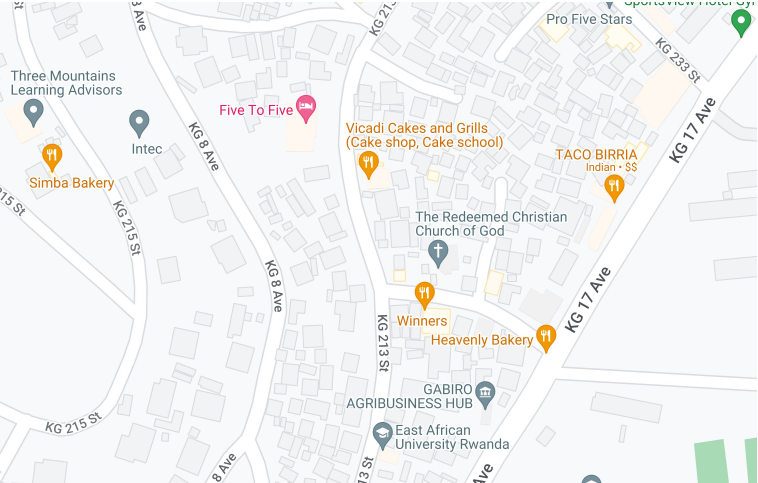 SportsView Hotel Gym
Pro Five Stars
KG 233 St
KG 17 Ave
Three Mountains
Learning Advisors
Five To Five
Intec
KG 8 Ave
Vicadi Cakes and Grills
(Cake shop, Cake school)
TACO BIRRIA
Indian • $$
Simba Bakery
215 St
KG 215 St
The Redeemed Christian
Church of God
KG 8 Ave
KG 17 Ave
Winners
Heavenly Bakery
KG 213 St
GABIRO
AGRIBUSINESS HUB
KG 215 St
East African
University Rwanda
8 Ave
13 St
Ave